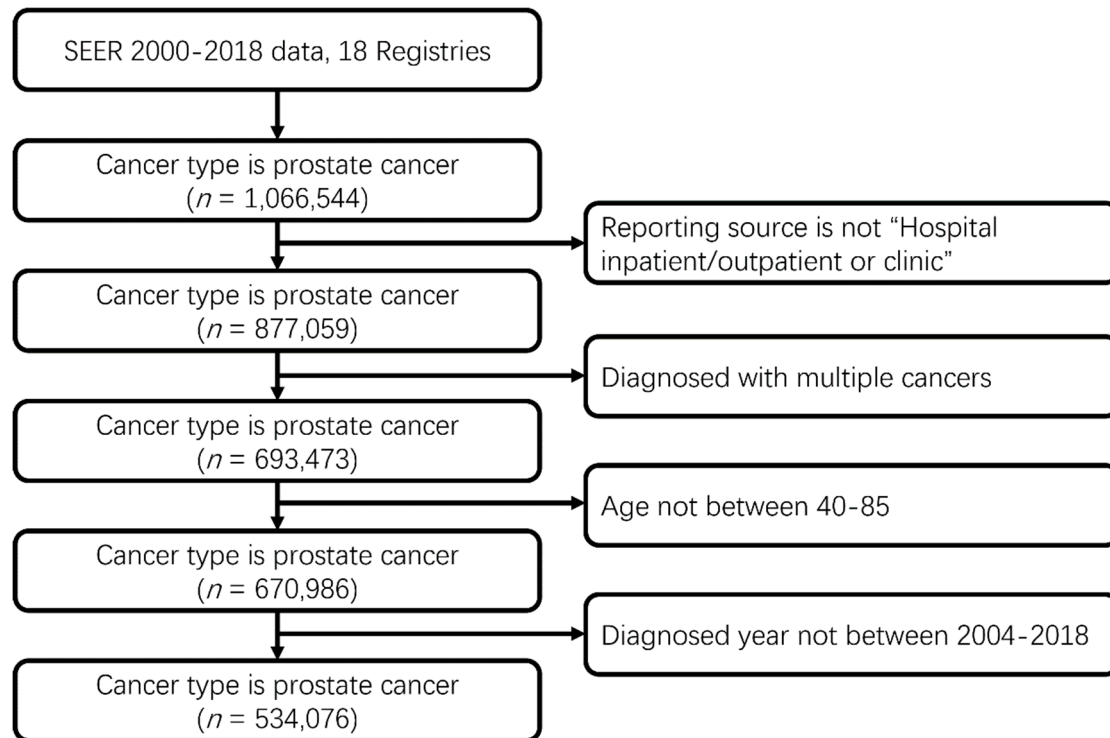 SEER 2000-2018 data, 18 Registries
Cancer type is prostate cancer
(n = 1,066,544)
Reporting source is not “Hospital
inpatient/outpatient or clinic”
Cancer type is prostate cancer
(n = 877,059)
Diagnosed with multiple cancers
Cancer type is prostate cancer
(n = 693,473)
Age not between 40-85
Cancer type is prostate cancer
(n = 670,986)
Diagnosed year not between 2004-2018
Cancer type is prostate cancer
(n = 534,076)